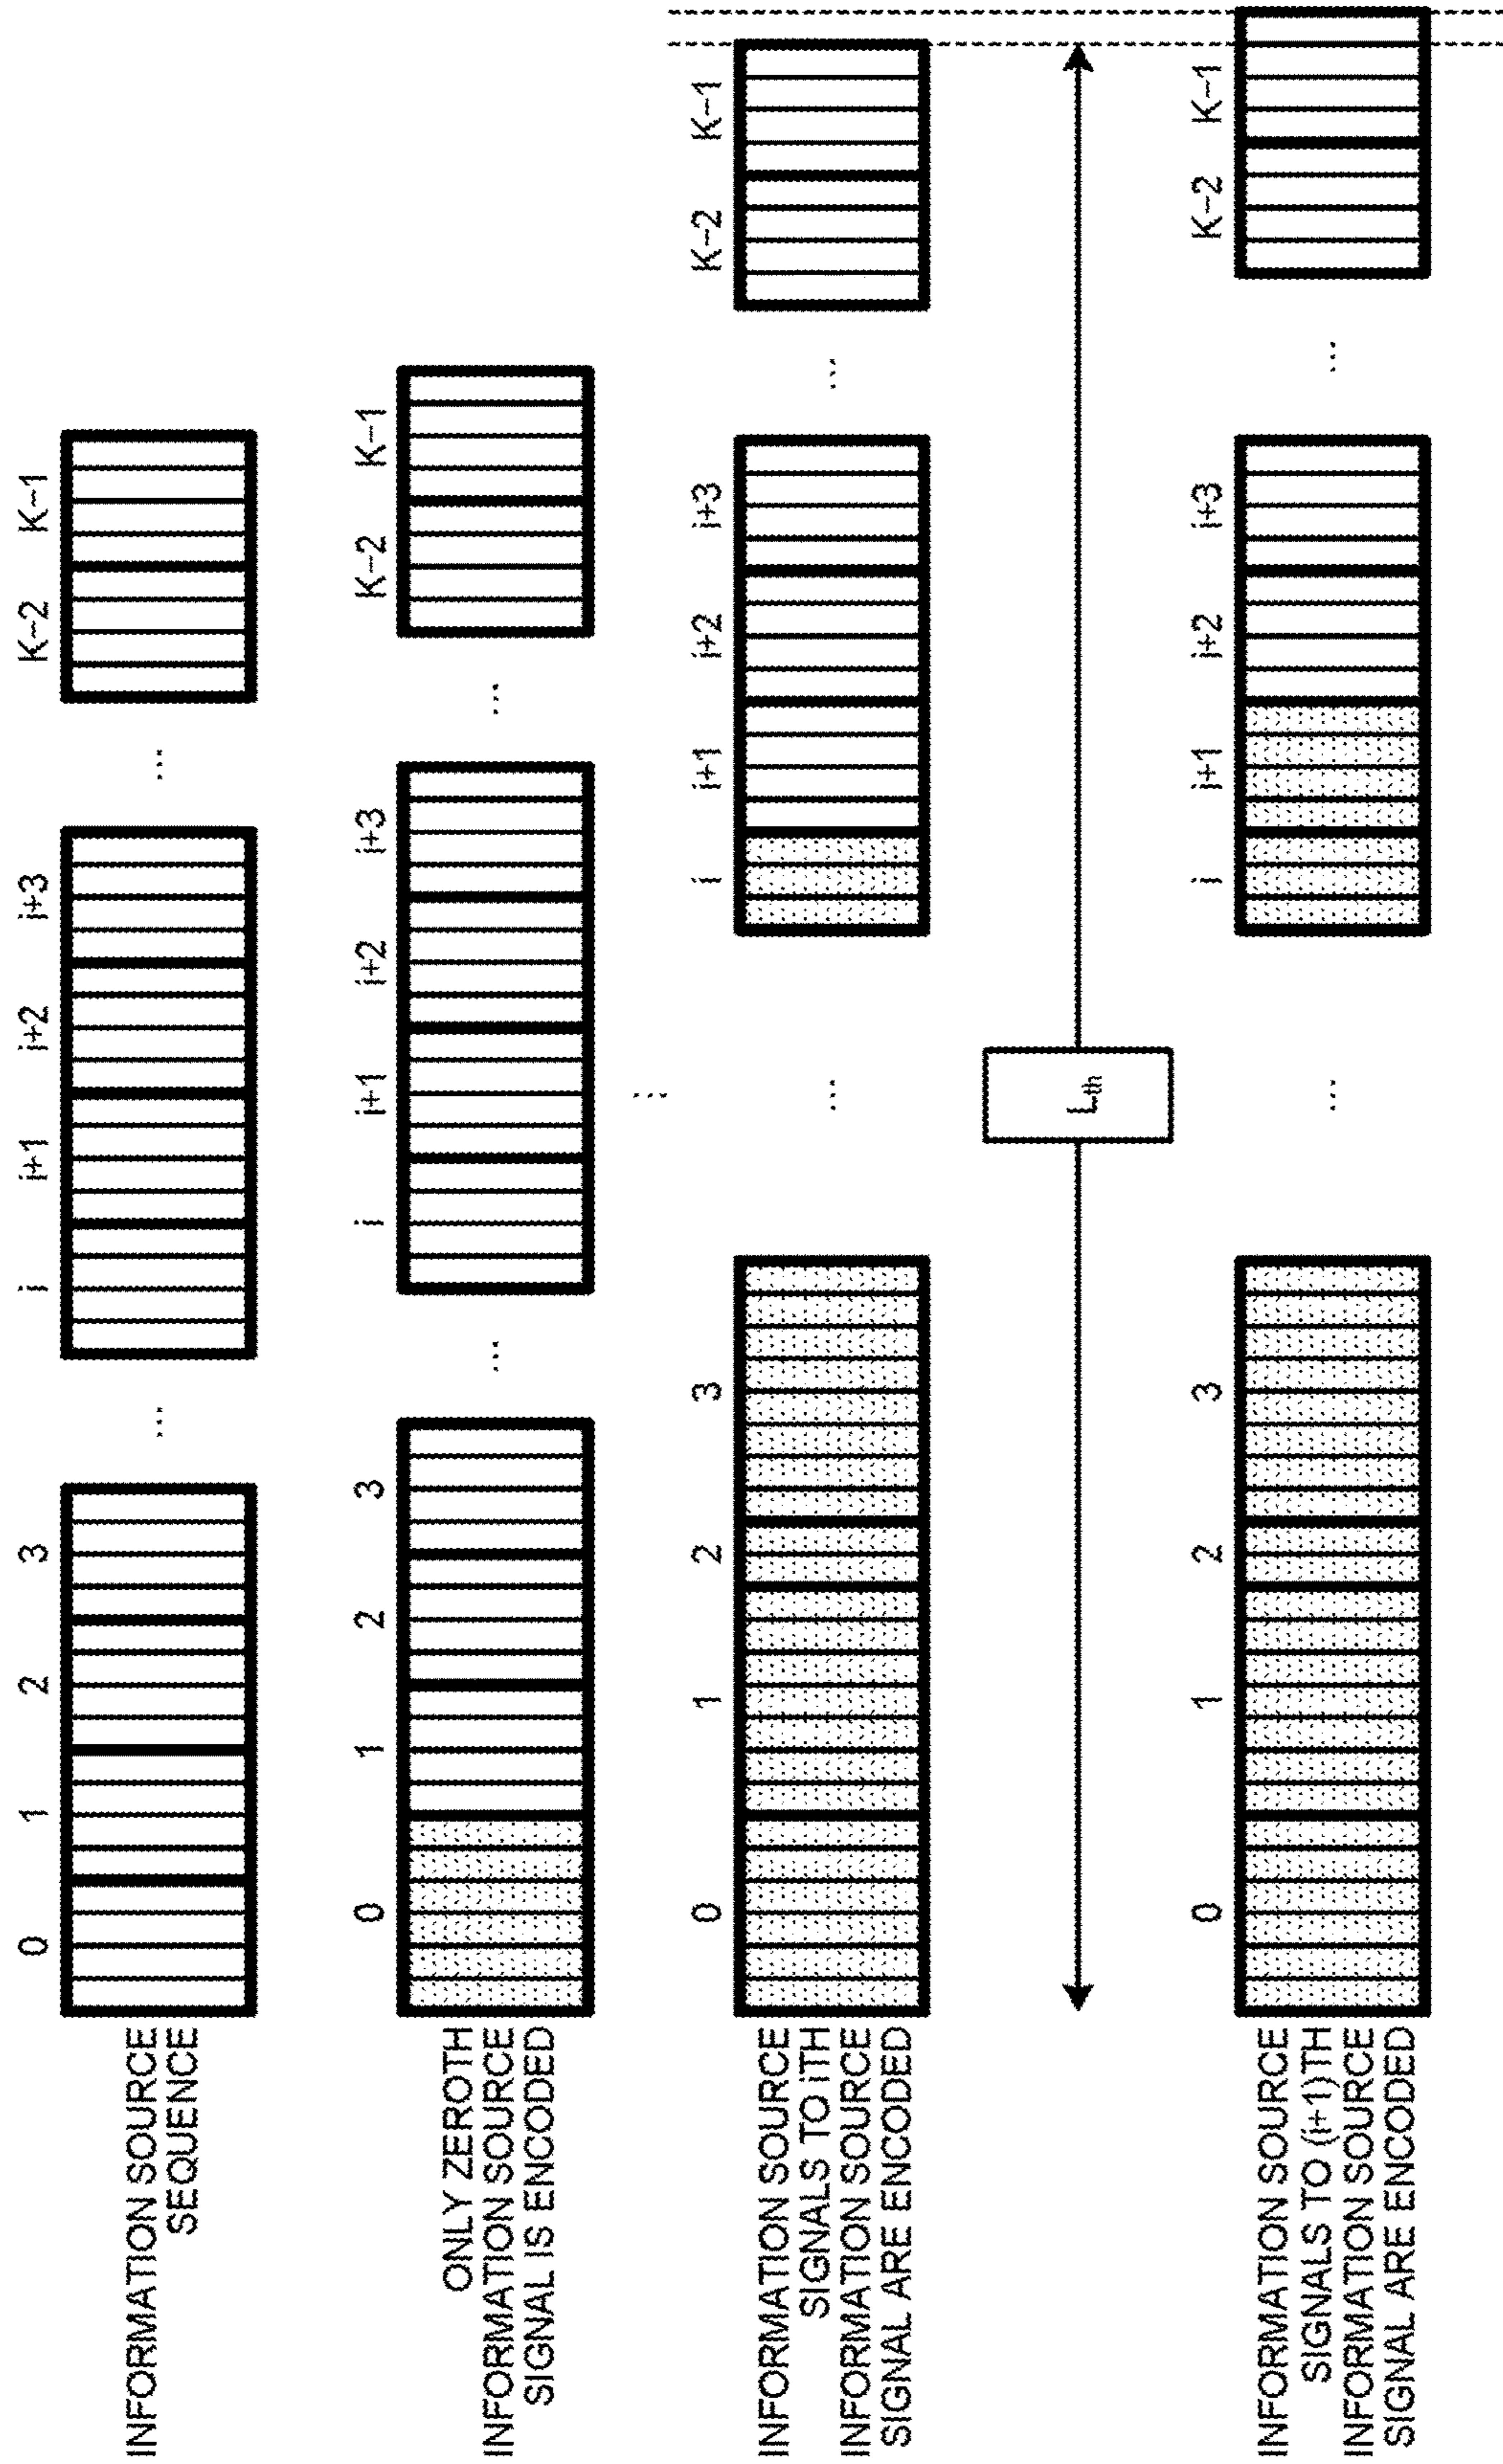 0 1 2 3 ... i i+1 i+2 i+3 ... K-2 K-1
INFORMATION SOURCE
SEQUENCE
0 1 2 3 ... i i+1 i+2 i+3 ... K-2 K-1
ONLY ZEROTH
INFORMATION SOURCE
SIGNAL IS ENCODED
...
0 1 2 3 ... i i+1 i+2 i+3 ... K-2 K-1
INFORMATION SOURCE
SIGNALS TO iTH
INFORMATION SOURCE
SIGNAL ARE ENCODED
Lth
0 1 2 3 ... i i+1 i+2 i+3 ... K-2 K-1
INFORMATION SOURCE
SIGNALS TO (i+1)TH
INFORMATION SOURCE
SIGNAL ARE ENCODED